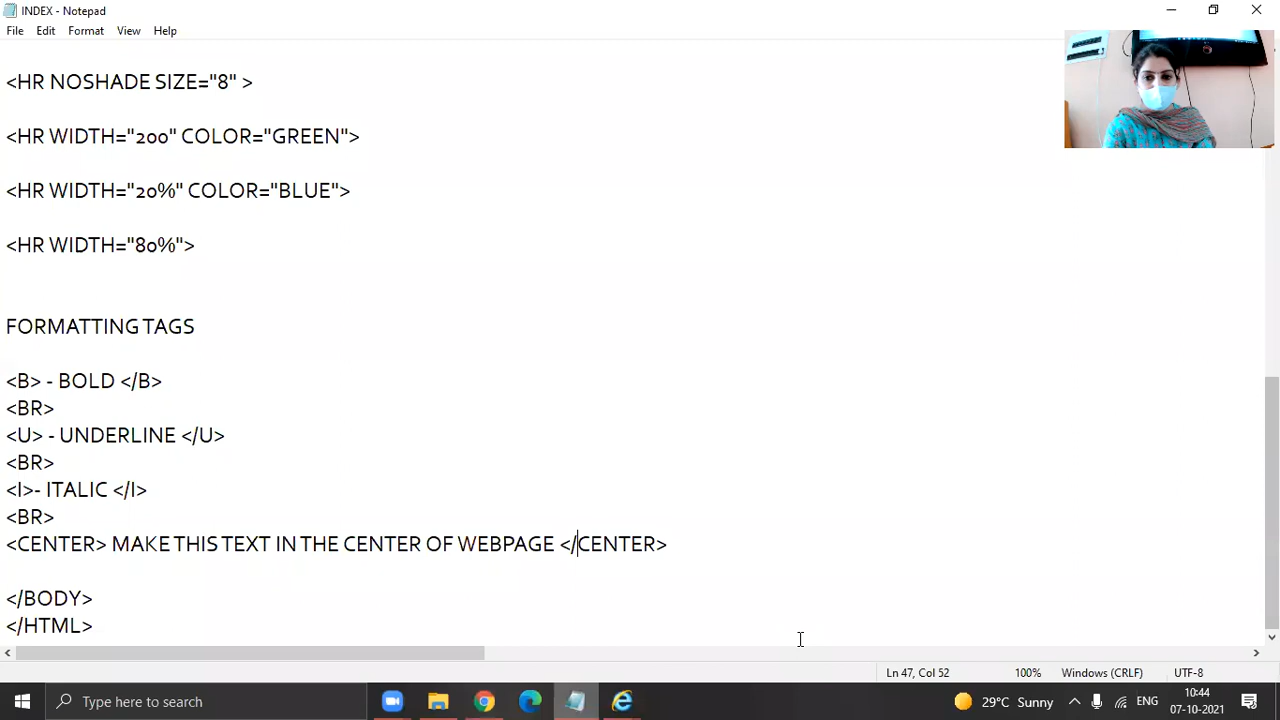 INDEX - Notepad
File Edit Format View Help
<HR NOSHADE SIZE="8" >
<HR WIDTH="200" COLOR="GREEN">
<HR WIDTH="20%" COLOR="BLUE">
<HR WIDTH="80%">
FORMATTING TAGS
<B> - BOLD </B>
<BR>
<U> - UNDERLINE </U>
<BR>
<I>- ITALIC </I>
<BR>
<CENTER> MAKE THIS TEXT IN THE CENTER OF WEBPAGE </CENTER>
</BODY>
</HTML>
Ln 47, Col 52 100% Windows (CRLF) UTF-8
Type here to search 29°C Sunny ENG 10:44
07-10-2021